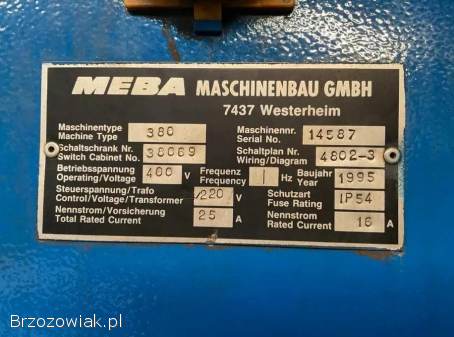 MEBA MASCHINENBAU GMBH
7437 Westerheim
Maschinentype
Machine Type 380
Maschinennr.
Serial No. 14587
Schaltschrank Nr.
Switch Cabinet No. 38069
Schaltplan Nr.
Wiring/Diagram 4802-3
Betriebsspannung
Operating/Voltage 400 V
Frequenz
Frequency Hz
Baujahr
Year 1995
Steuerspannung/Trafo
Control/Voltage/Transformer /220 V
Schutzart
Fuse Rating IP54
Nennstrom/Vorsicherung
Total Rated Current 25 A
Nennstrom
Rated Current 16 A
Brzozowiak.pl